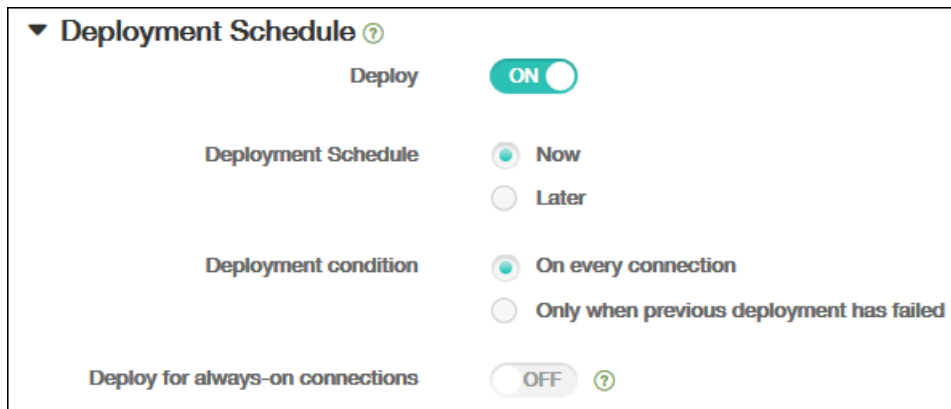 Deployment Schedule ?
Deploy ON
Deployment Schedule Now
Later
Deployment condition On every connection
Only when previous deployment has failed
Deploy for always-on connections OFF ?